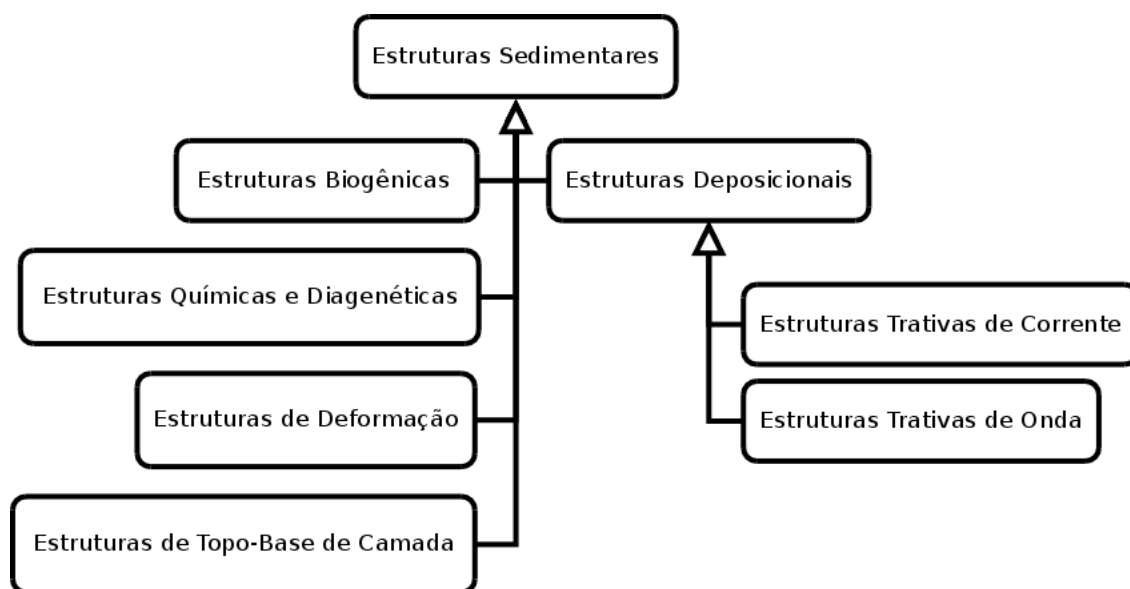 Estruturas Sedimentares
Estruturas Biogênicas
Estruturas Deposicionais
Estruturas Químicas e Diagenéticas
Estruturas Trativas de Corrente
Estruturas de Deformação
Estruturas Trativas de Onda
Estruturas de Topo-Base de Camada